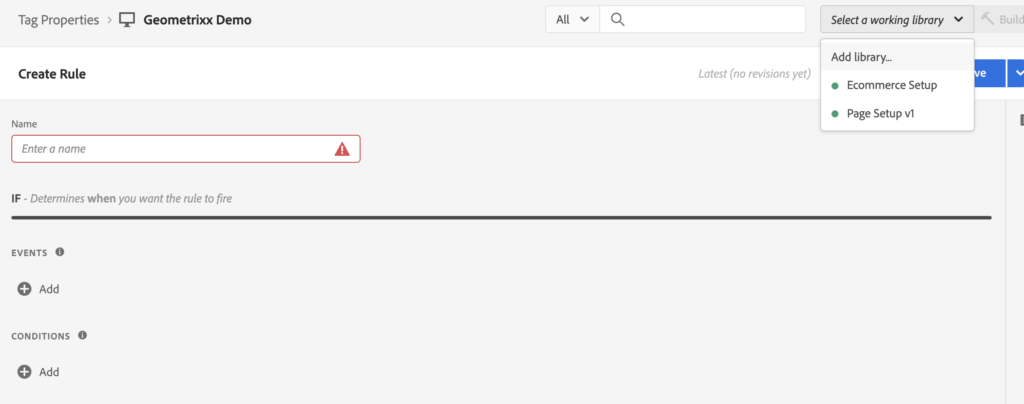 Tag Properties > Geometrixx Demo
All
Select a working library
Build
Add library...
Ecommerce Setup
Page Setup v1
Create Rule
Latest (no revisions yet)
ve
Name
Enter a name
IF - Determines when you want the rule to fire
EVENTS
Add
CONDITIONS
Add